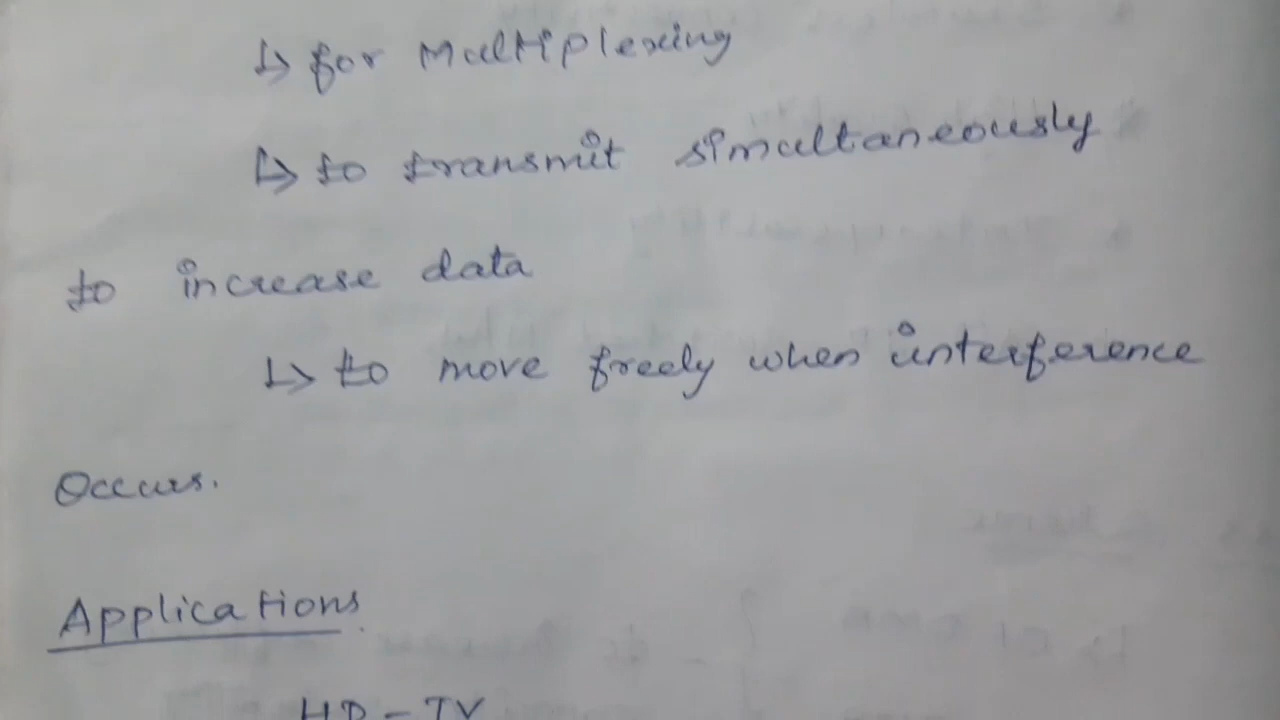 ↳ for Multiplexing
↳ to transmit simultaneously
to increase data
↳ to move freely when interference
Occurs.
Applications
HD - TV